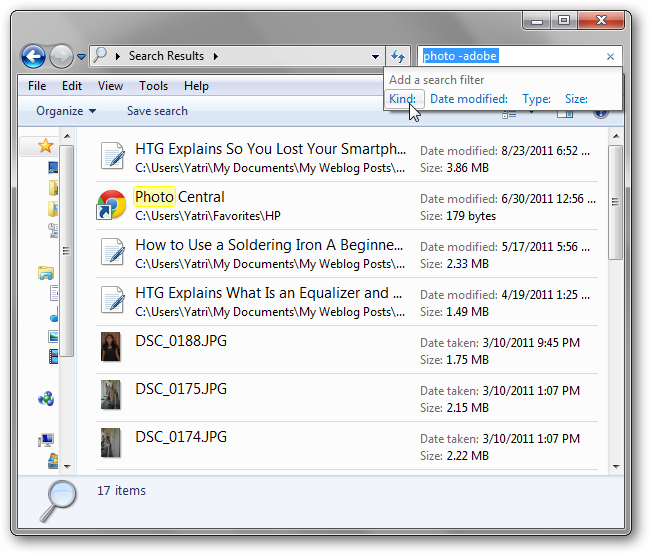 Search Results
photo -adobe
Add a search filter
Kind: Date modified: Type: Size:
File Edit View Tools Help
Organize Save search
HTG Explains So You Lost Your Smartph... Date modified: 8/23/2011 6:52 ...
C:\Users\Yatri\My Documents\My Weblog Posts\... Size: 3.86 MB
Photo Central Date modified: 6/30/2011 12:56 ...
C:\Users\Yatri\Favorites\HP Size: 179 bytes
How to Use a Soldering Iron A Beginne... Date modified: 5/17/2011 5:56 ...
C:\Users\Yatri\My Documents\My Weblog Posts\... Size: 2.33 MB
HTG Explains What Is an Equalizer and ... Date modified: 4/19/2011 1:25 ...
C:\Users\Yatri\My Documents\My Weblog Posts\... Size: 1.49 MB
DSC_0188.JPG Date taken: 3/10/2011 9:45 PM
Size: 1.75 MB
DSC_0175.JPG Date taken: 3/10/2011 1:07 PM
Size: 2.15 MB
DSC_0174.JPG Date taken: 3/10/2011 1:07 PM
Size: 2.22 MB
17 items